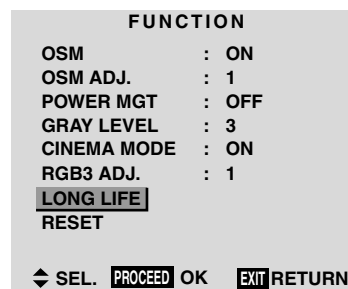 FUNCTION
OSM : ON
OSM ADJ. : 1
POWER MGT : OFF
GRAY LEVEL : 3
CINEMA MODE : ON
RGB3 ADJ. : 1
LONG LIFE
RESET
SEL. PROCEED OK EXIT RETURN